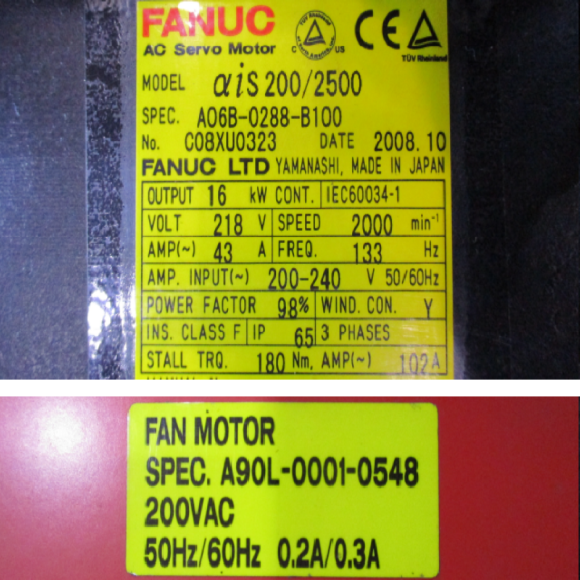 FANUC
AC Servo Motor
C US
TÜV Rheinland
MODEL αiS 200/2500
SPEC. A06B-0288-B100
No. C08XU0323 DATE 2008.10
FANUC LTD YAMANASHI, MADE IN JAPAN
OUTPUT 16 kW CONT. IEC60034-1
VOLT 218 V SPEED 2000 min⁻¹
AMP(~) 43 A FREQ. 133 Hz
AMP. INPUT(~) 200-240 V 50/60Hz
POWER FACTOR 98% WIND. CON. Y
INS. CLASS F IP 65 3 PHASES
STALL TRQ. 180 Nm, AMP(~) 102 A
FAN MOTOR
SPEC. A90L-0001-0548
200VAC
50Hz/60Hz 0.2A/0.3A